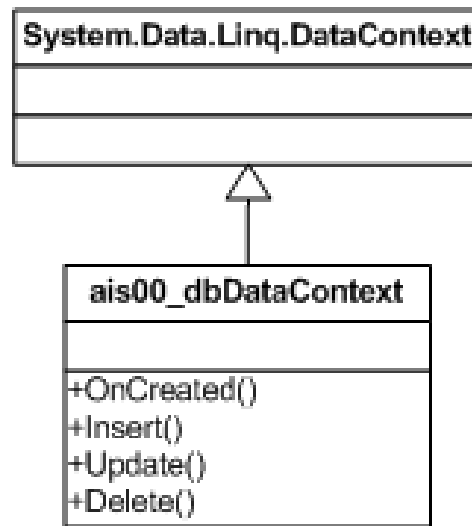 System.Data.Linq.DataContext
ais00_dbDataContext
+OnCreated()
+Insert()
+Update()
+Delete()